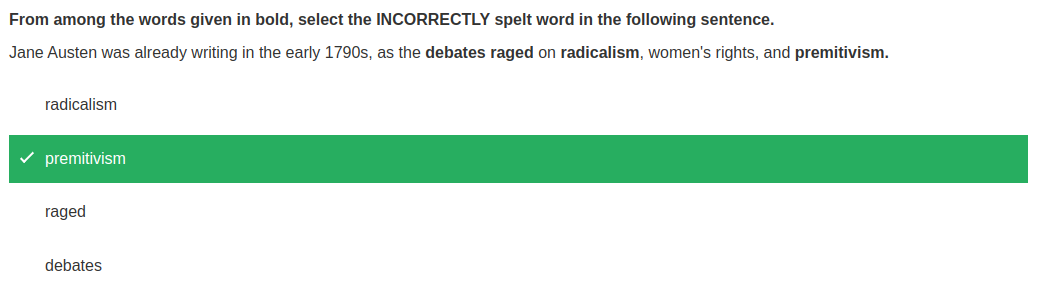 From among the words given in bold, select the INCORRECTLY spelt word in the following sentence.
Jane Austen was already writing in the early 1790s, as the debates raged on radicalism, women's rights, and premitivism.
radicalism
premitivism
raged
debates